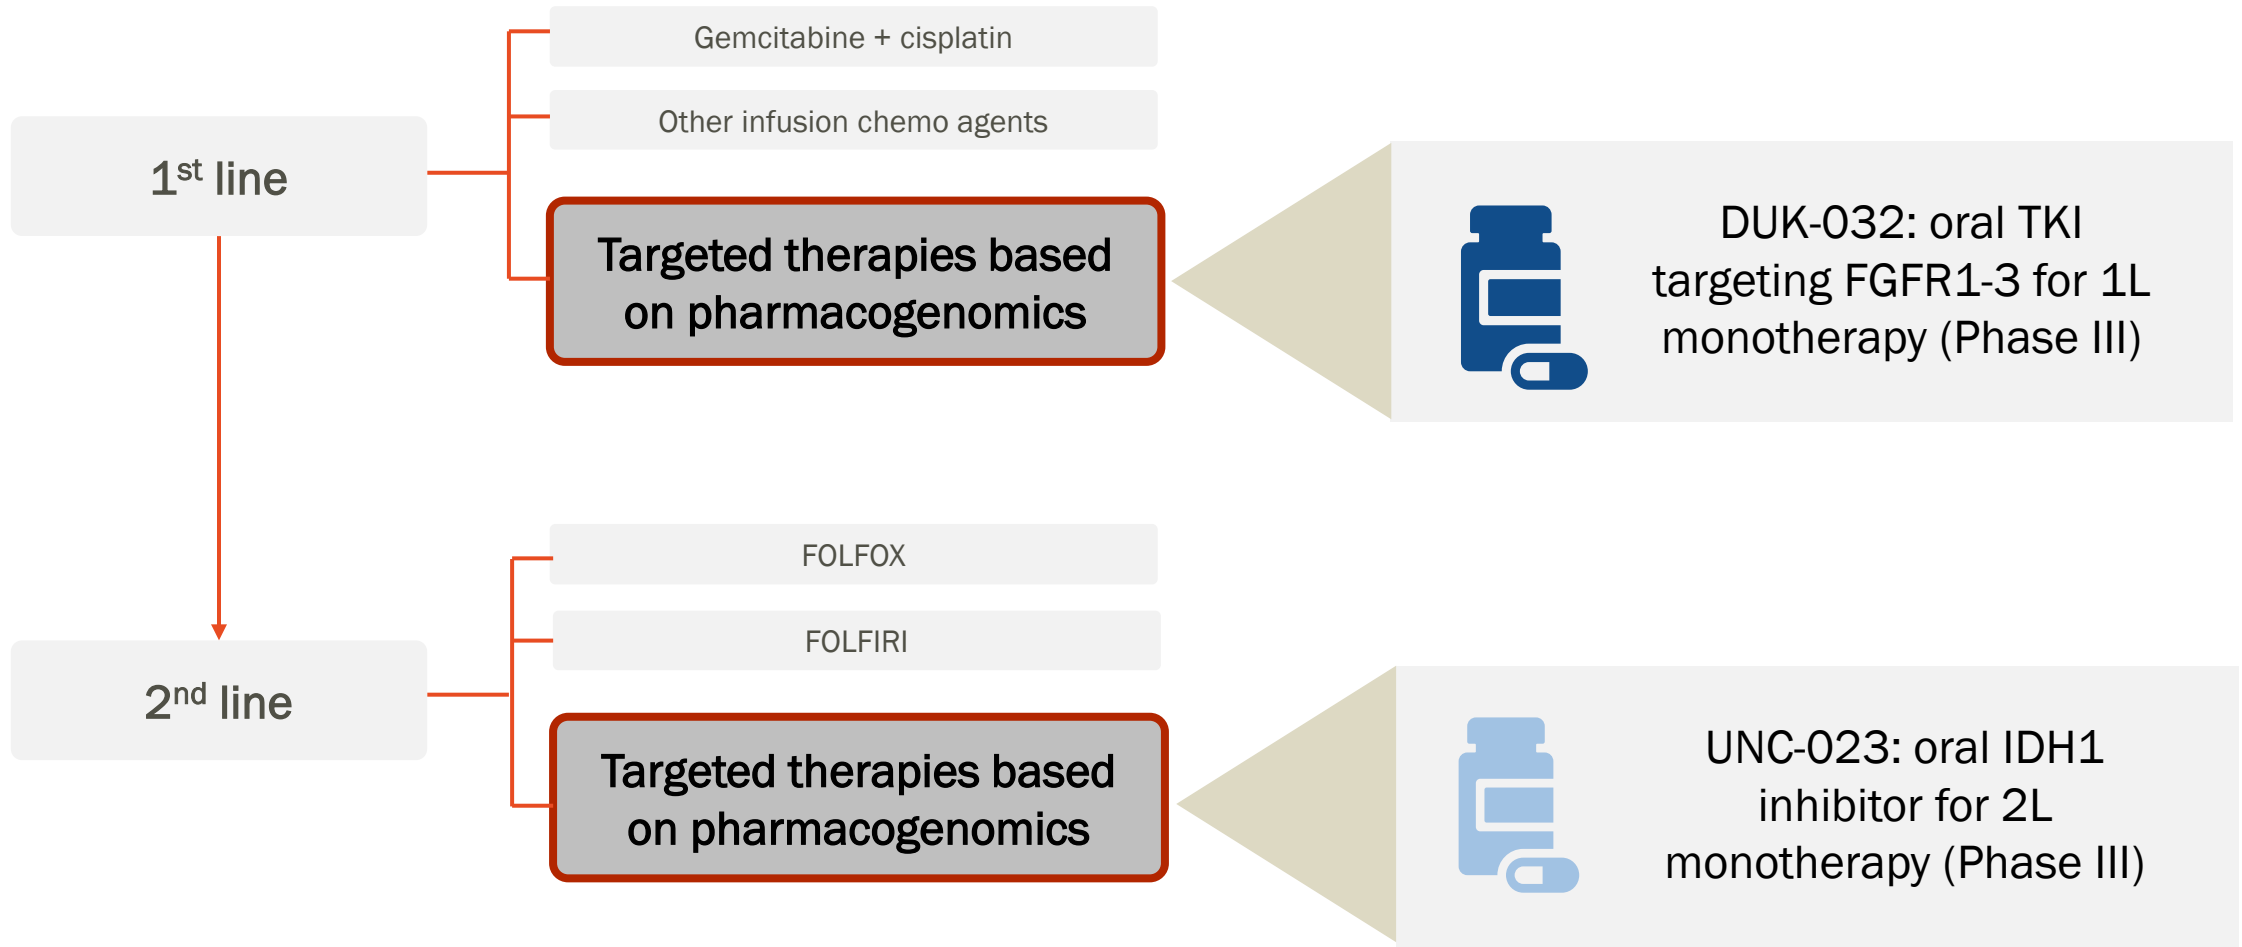 Gemcitabine + cisplatin
Other infusion chemo agents
1st line
Targeted therapies based
on pharmacogenomics
DUK-032: oral TKI
targeting FGFR1-3 for 1L
monotherapy (Phase III)
FOLFOX
FOLFIRI
2nd line
Targeted therapies based
on pharmacogenomics
UNC-023: oral IDH1
inhibitor for 2L
monotherapy (Phase III)